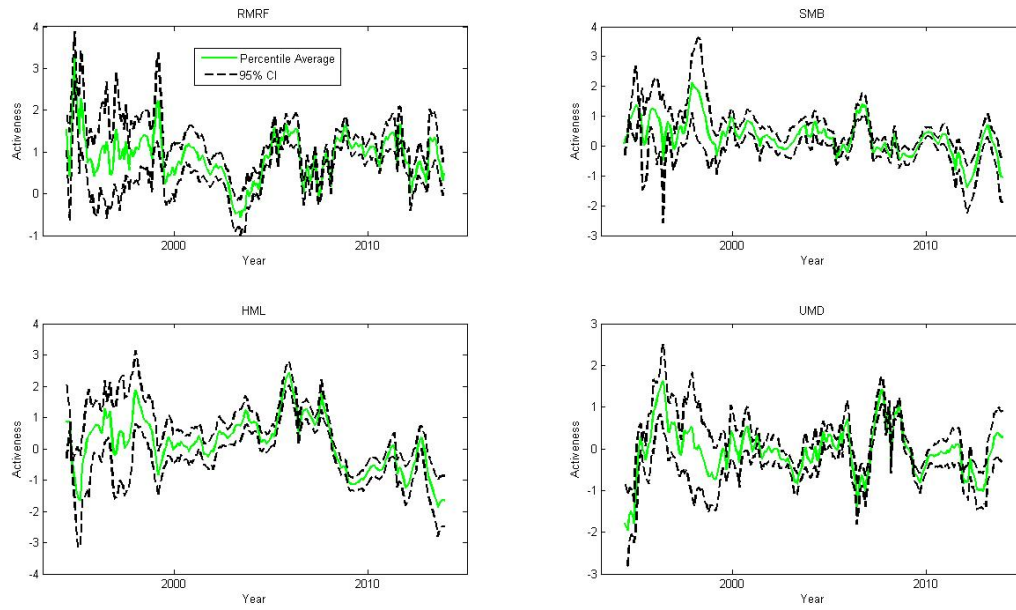 RMRF
4
3
2
1
0
-1
Activeness
2000
2010
Year
Percentile Average
95% CI
SMB
4
3
2
1
0
-1
-2
-3
Activeness
2000
2010
Year
HML
4
3
2
1
0
-1
-2
-3
-4
Activeness
2000
2010
Year
UMD
3
2
1
0
-1
-2
-3
Activeness
2000
2010
Year